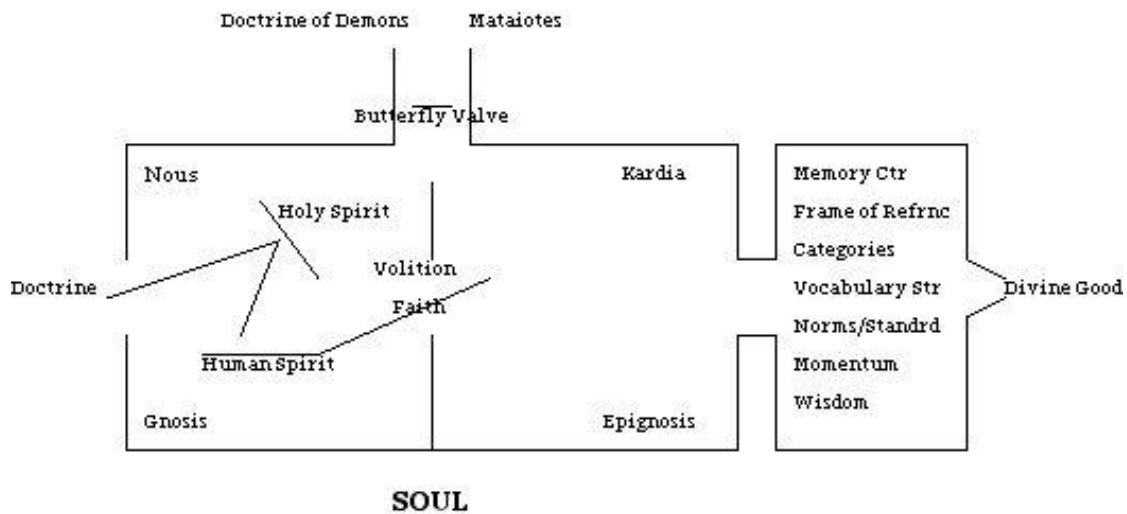 Doctrine of Demons Mataiotes
Butterfly Valve
Nous Kardia Memory Ctr
Holy Spirit Frame of Refrnc
Categories
Volition
Doctrine Vocabulary Str Divine Good
Faith
Norms/Standrd
Human Spirit Momentum
Wisdom
Gnosis Epignosis
SOUL